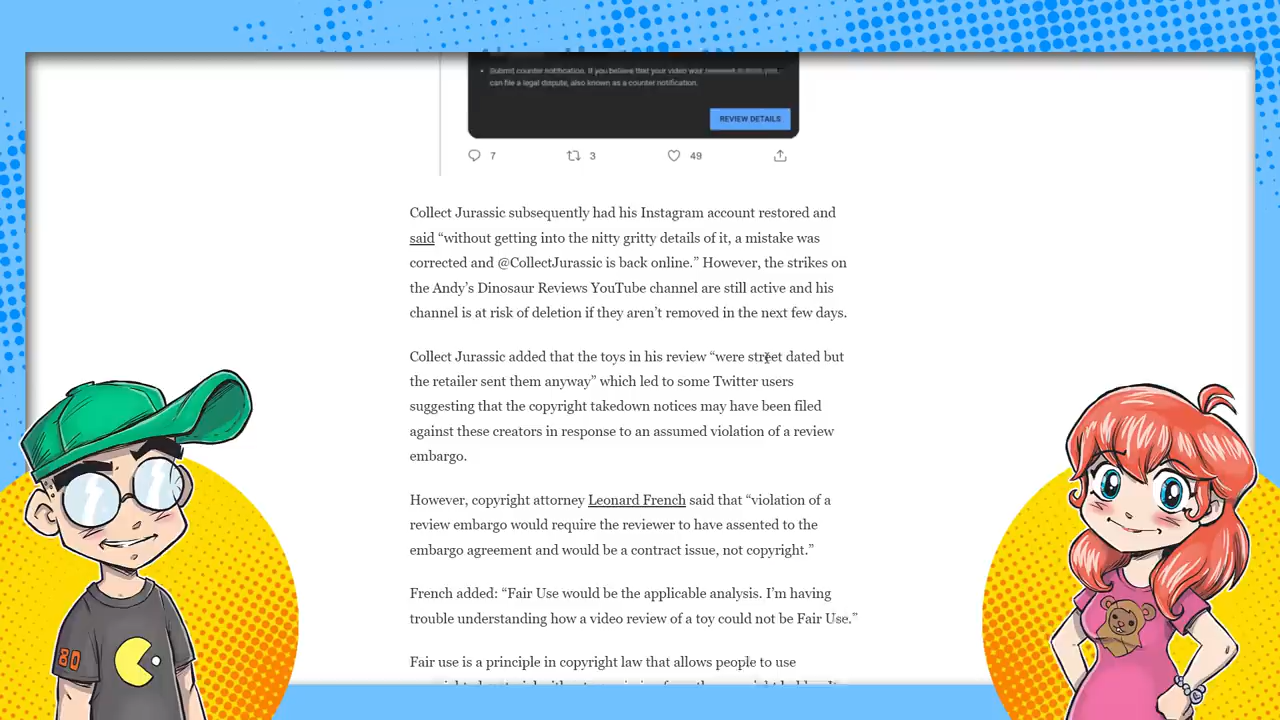 Submit counter notification. If you believe that your video was
can file a legal dispute, also known as a counter notification.
REVIEW DETAILS
7 3 49
Collect Jurassic subsequently had his Instagram account restored and
said “without getting into the nitty gritty details of it, a mistake was
corrected and @CollectJurassic is back online.” However, the strikes on
the Andy’s Dinosaur Reviews YouTube channel are still active and his
channel is at risk of deletion if they aren’t removed in the next few days.
Collect Jurassic added that the toys in his review “were street dated but
the retailer sent them anyway” which led to some Twitter users
suggesting that the copyright takedown notices may have been filed
against these creators in response to an assumed violation of a review
embargo.
However, copyright attorney Leonard French said that “violation of a
review embargo would require the reviewer to have assented to the
embargo agreement and would be a contract issue, not copyright.”
French added: “Fair Use would be the applicable analysis. I’m having
trouble understanding how a video review of a toy could not be Fair Use.”
Fair use is a principle in copyright law that allows people to use
80